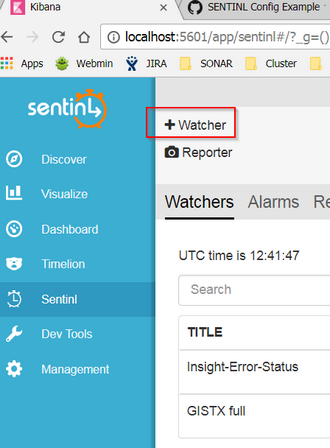 Kibana
SENTINL Config Example
localhost:5601/app/sentinl#/?_g=()
Apps Webmin JIRA SONAR Cluster
sentinL
+ Watcher
Reporter
Discover
Visualize
Dashboard
Timelion
Sentinl
Dev Tools
Management
Watchers Alarms Re
UTC time is 12:41:47
Search
TITLE
Insight-Error-Status
GISTX full